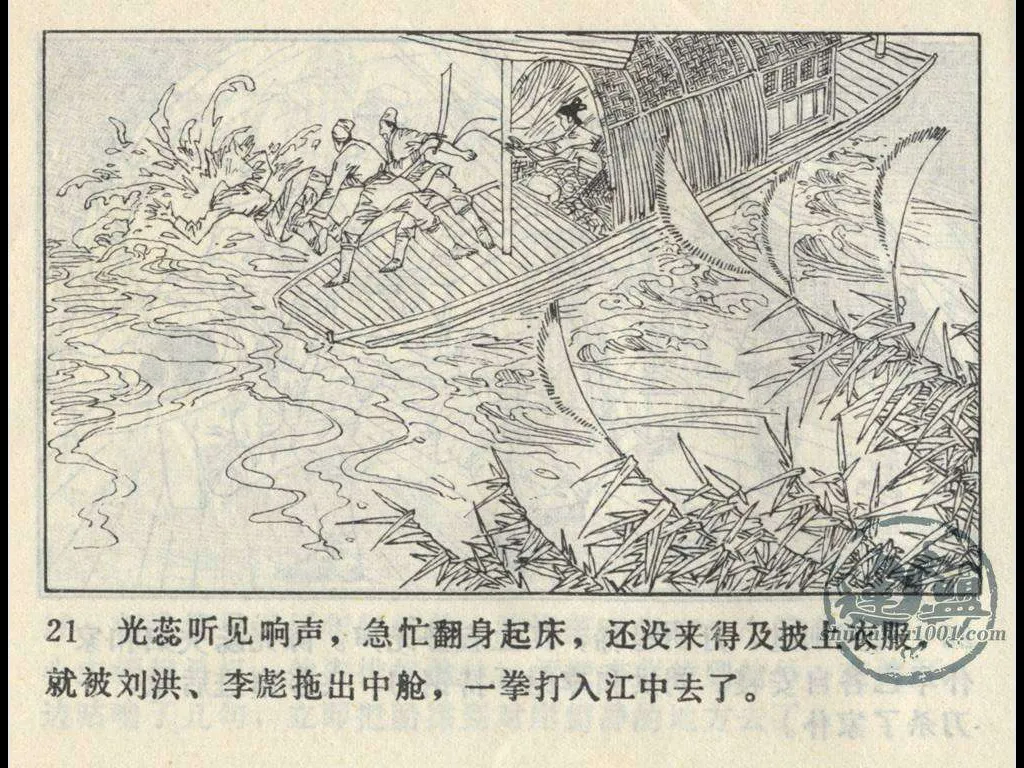 21 光蕊听见响声，急忙翻身起床，还没来得及披上衣服，
就被刘洪、李彪拖出中舱，一拳打入江中去了。
shuquan1001.com